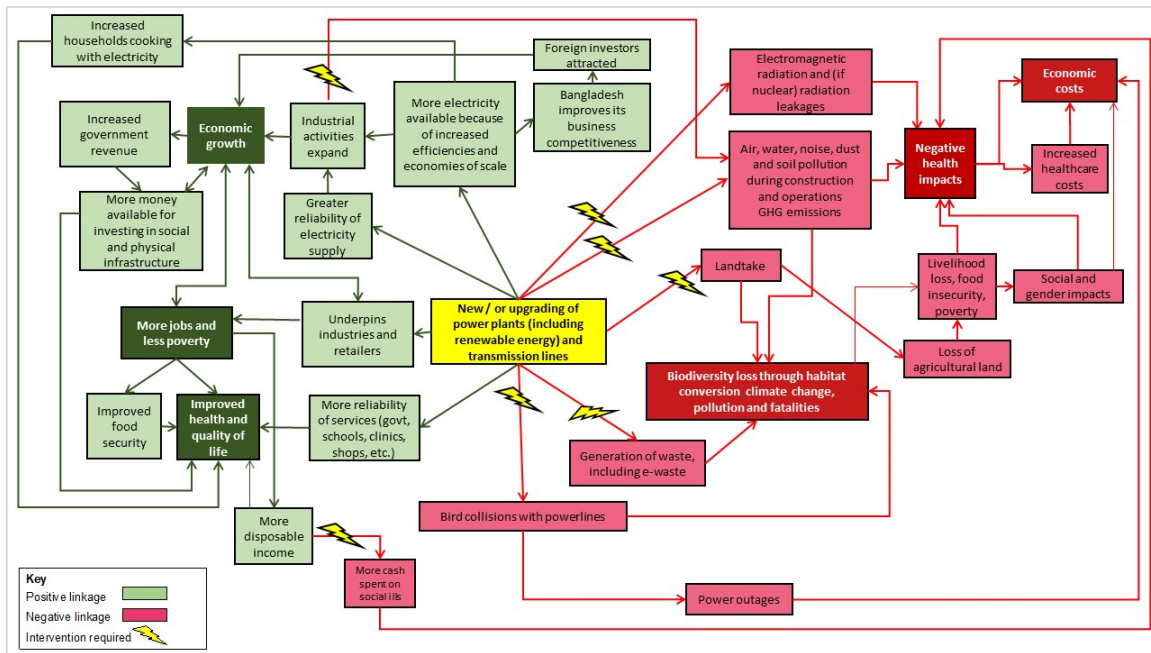 Increased
households cooking
with electricity
Foreign investors
attracted
Electromagnetic
radiation and (if
nuclear) radiation
leakages
Economic
costs
Increased
government
revenue
Economic
growth
Industrial
activities
expand
More electricity
available because
of increased
efficiencies and
economies of scale
Bangladesh
improves its
business
competitiveness
Air, water, noise, dust
and soil pollution
during construction
and operations
GHG emissions
Negative
health
impacts
Increased
healthcare
costs
More money
available for
investing in social
and physical
infrastructure
Greater
reliability of
electricity
supply
Landtake
Livelihood
loss, food
insecurity,
poverty
Social and
gender impacts
More jobs and
less poverty
Underpins
industries and
retailers
New / or upgrading of
power plants (including
renewable energy) and
transmission lines
Loss of
agricultural land
Biodiversity loss through habitat
conversion climate change,
pollution and fatalities
Improved
food
security
Improved
health and
quality of
life
More reliability
of services (govt,
schools, clinics,
shops, etc.)
Generation of waste,
including e-waste
More
disposable
income
Bird collisions with powerlines
More cash
spent on
social ills
Power outages
Key
Positive linkage
Negative linkage
Intervention required